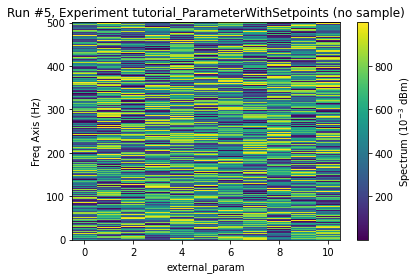 Run #5, Experiment tutorial_ParameterWithSetpoints (no sample)
500
400
300
200
100
0
Freq Axis (Hz)
0 2 4 6 8 10
external_param
800
600
400
200
Spectrum (10⁻³ dBm)